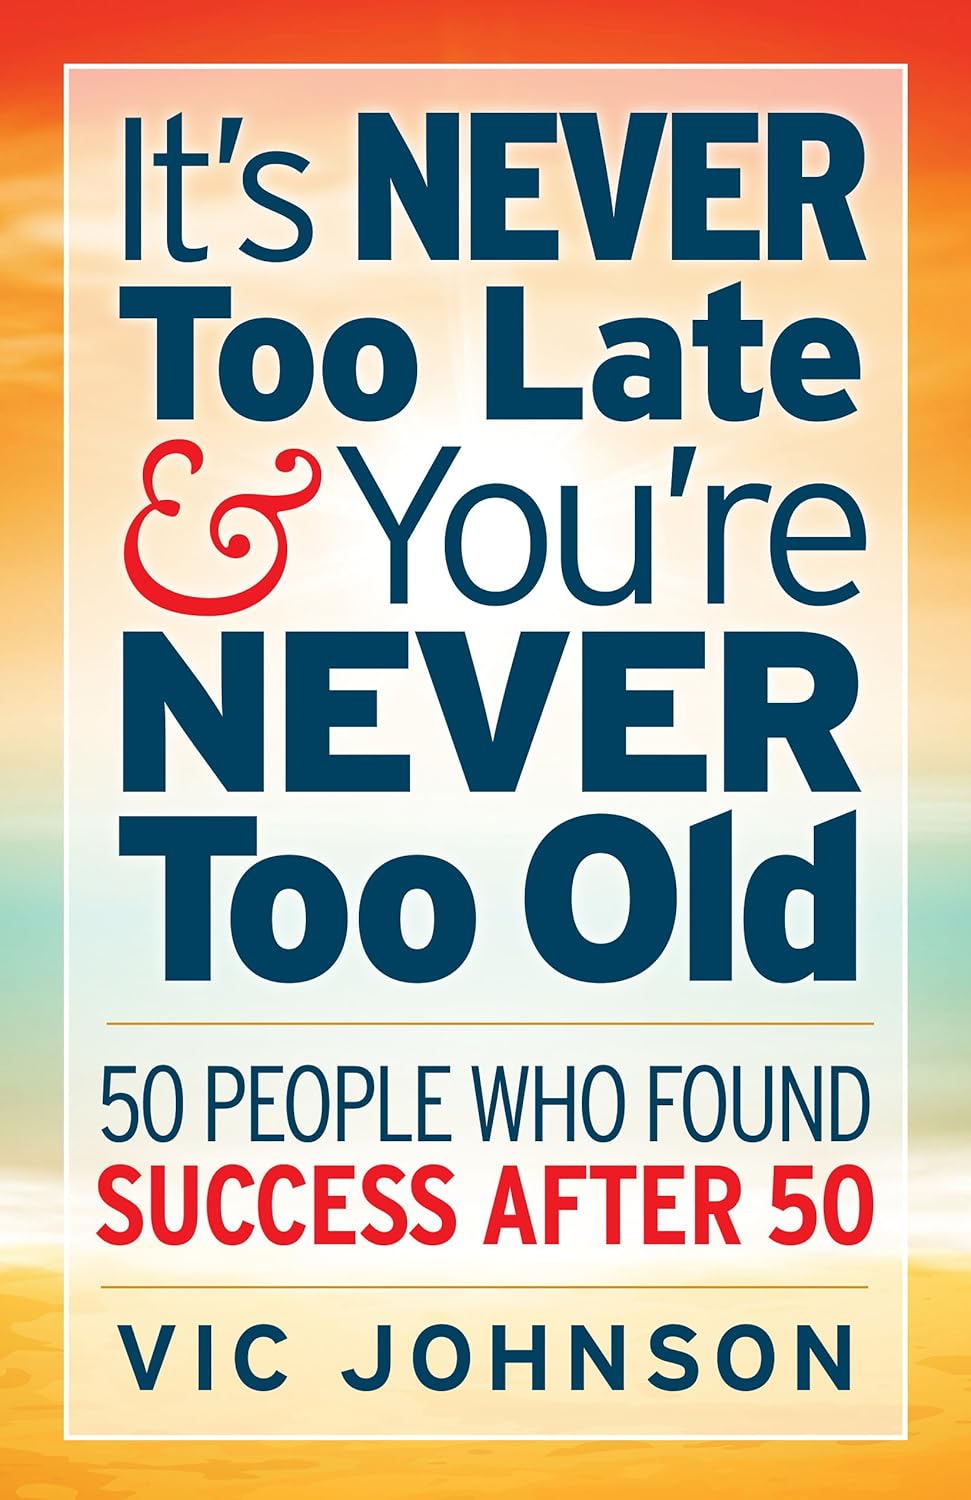 It's NEVER
Too Late
& You're
NEVER
Too Old
50 PEOPLE WHO FOUND
SUCCESS AFTER 50
VIC JOHNSON